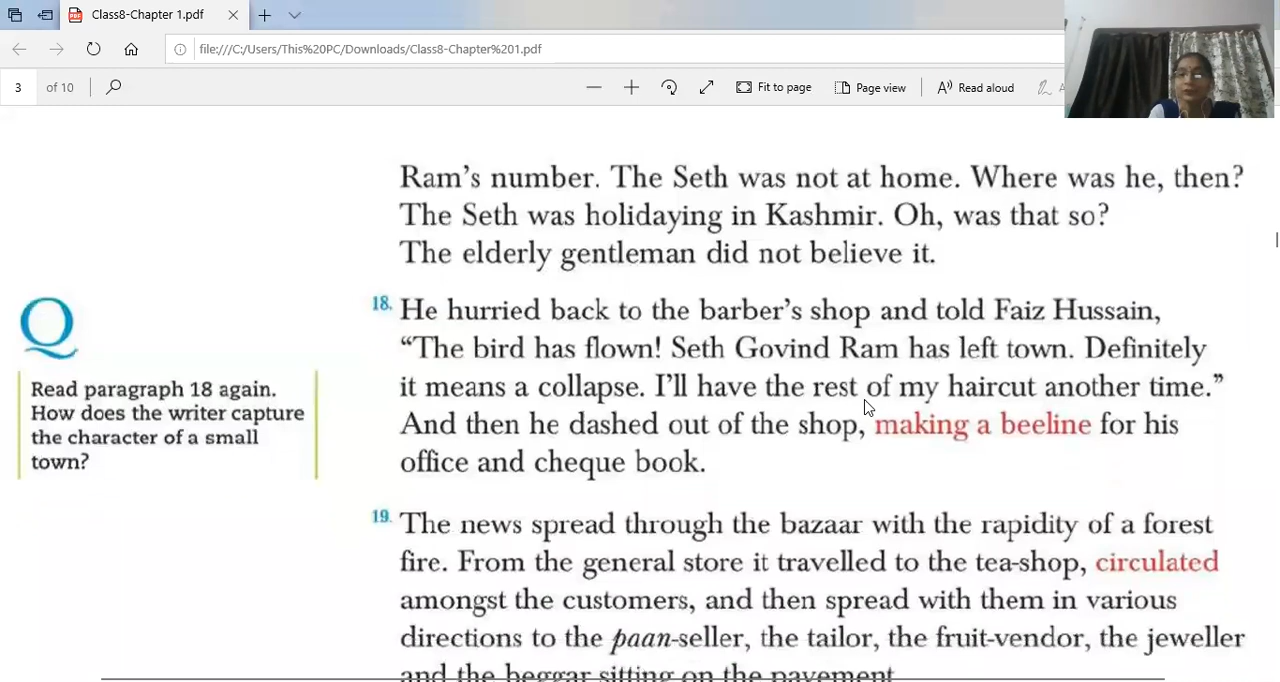 Class8-Chapter 1.pdf
file:///C:/Users/This%20PC/Downloads/Class8-Chapter%201.pdf
3 of 10
Fit to page
Page view
Read aloud
Ram's number. The Seth was not at home. Where was he, then?
The Seth was holidaying in Kashmir. Oh, was that so?
The elderly gentleman did not believe it.
18. He hurried back to the barber's shop and told Faiz Hussain,
"The bird has flown! Seth Govind Ram has left town. Definitely
it means a collapse. I'll have the rest of my haircut another time."
And then he dashed out of the shop, making a beeline for his
office and cheque book.
Q
Read paragraph 18 again.
How does the writer capture
the character of a small
town?
19. The news spread through the bazaar with the rapidity of a forest
fire. From the general store it travelled to the tea-shop, circulated
amongst the customers, and then spread with them in various
directions to the paan-seller, the tailor, the fruit-vendor, the jeweller
and the beggar sitting on the pavement